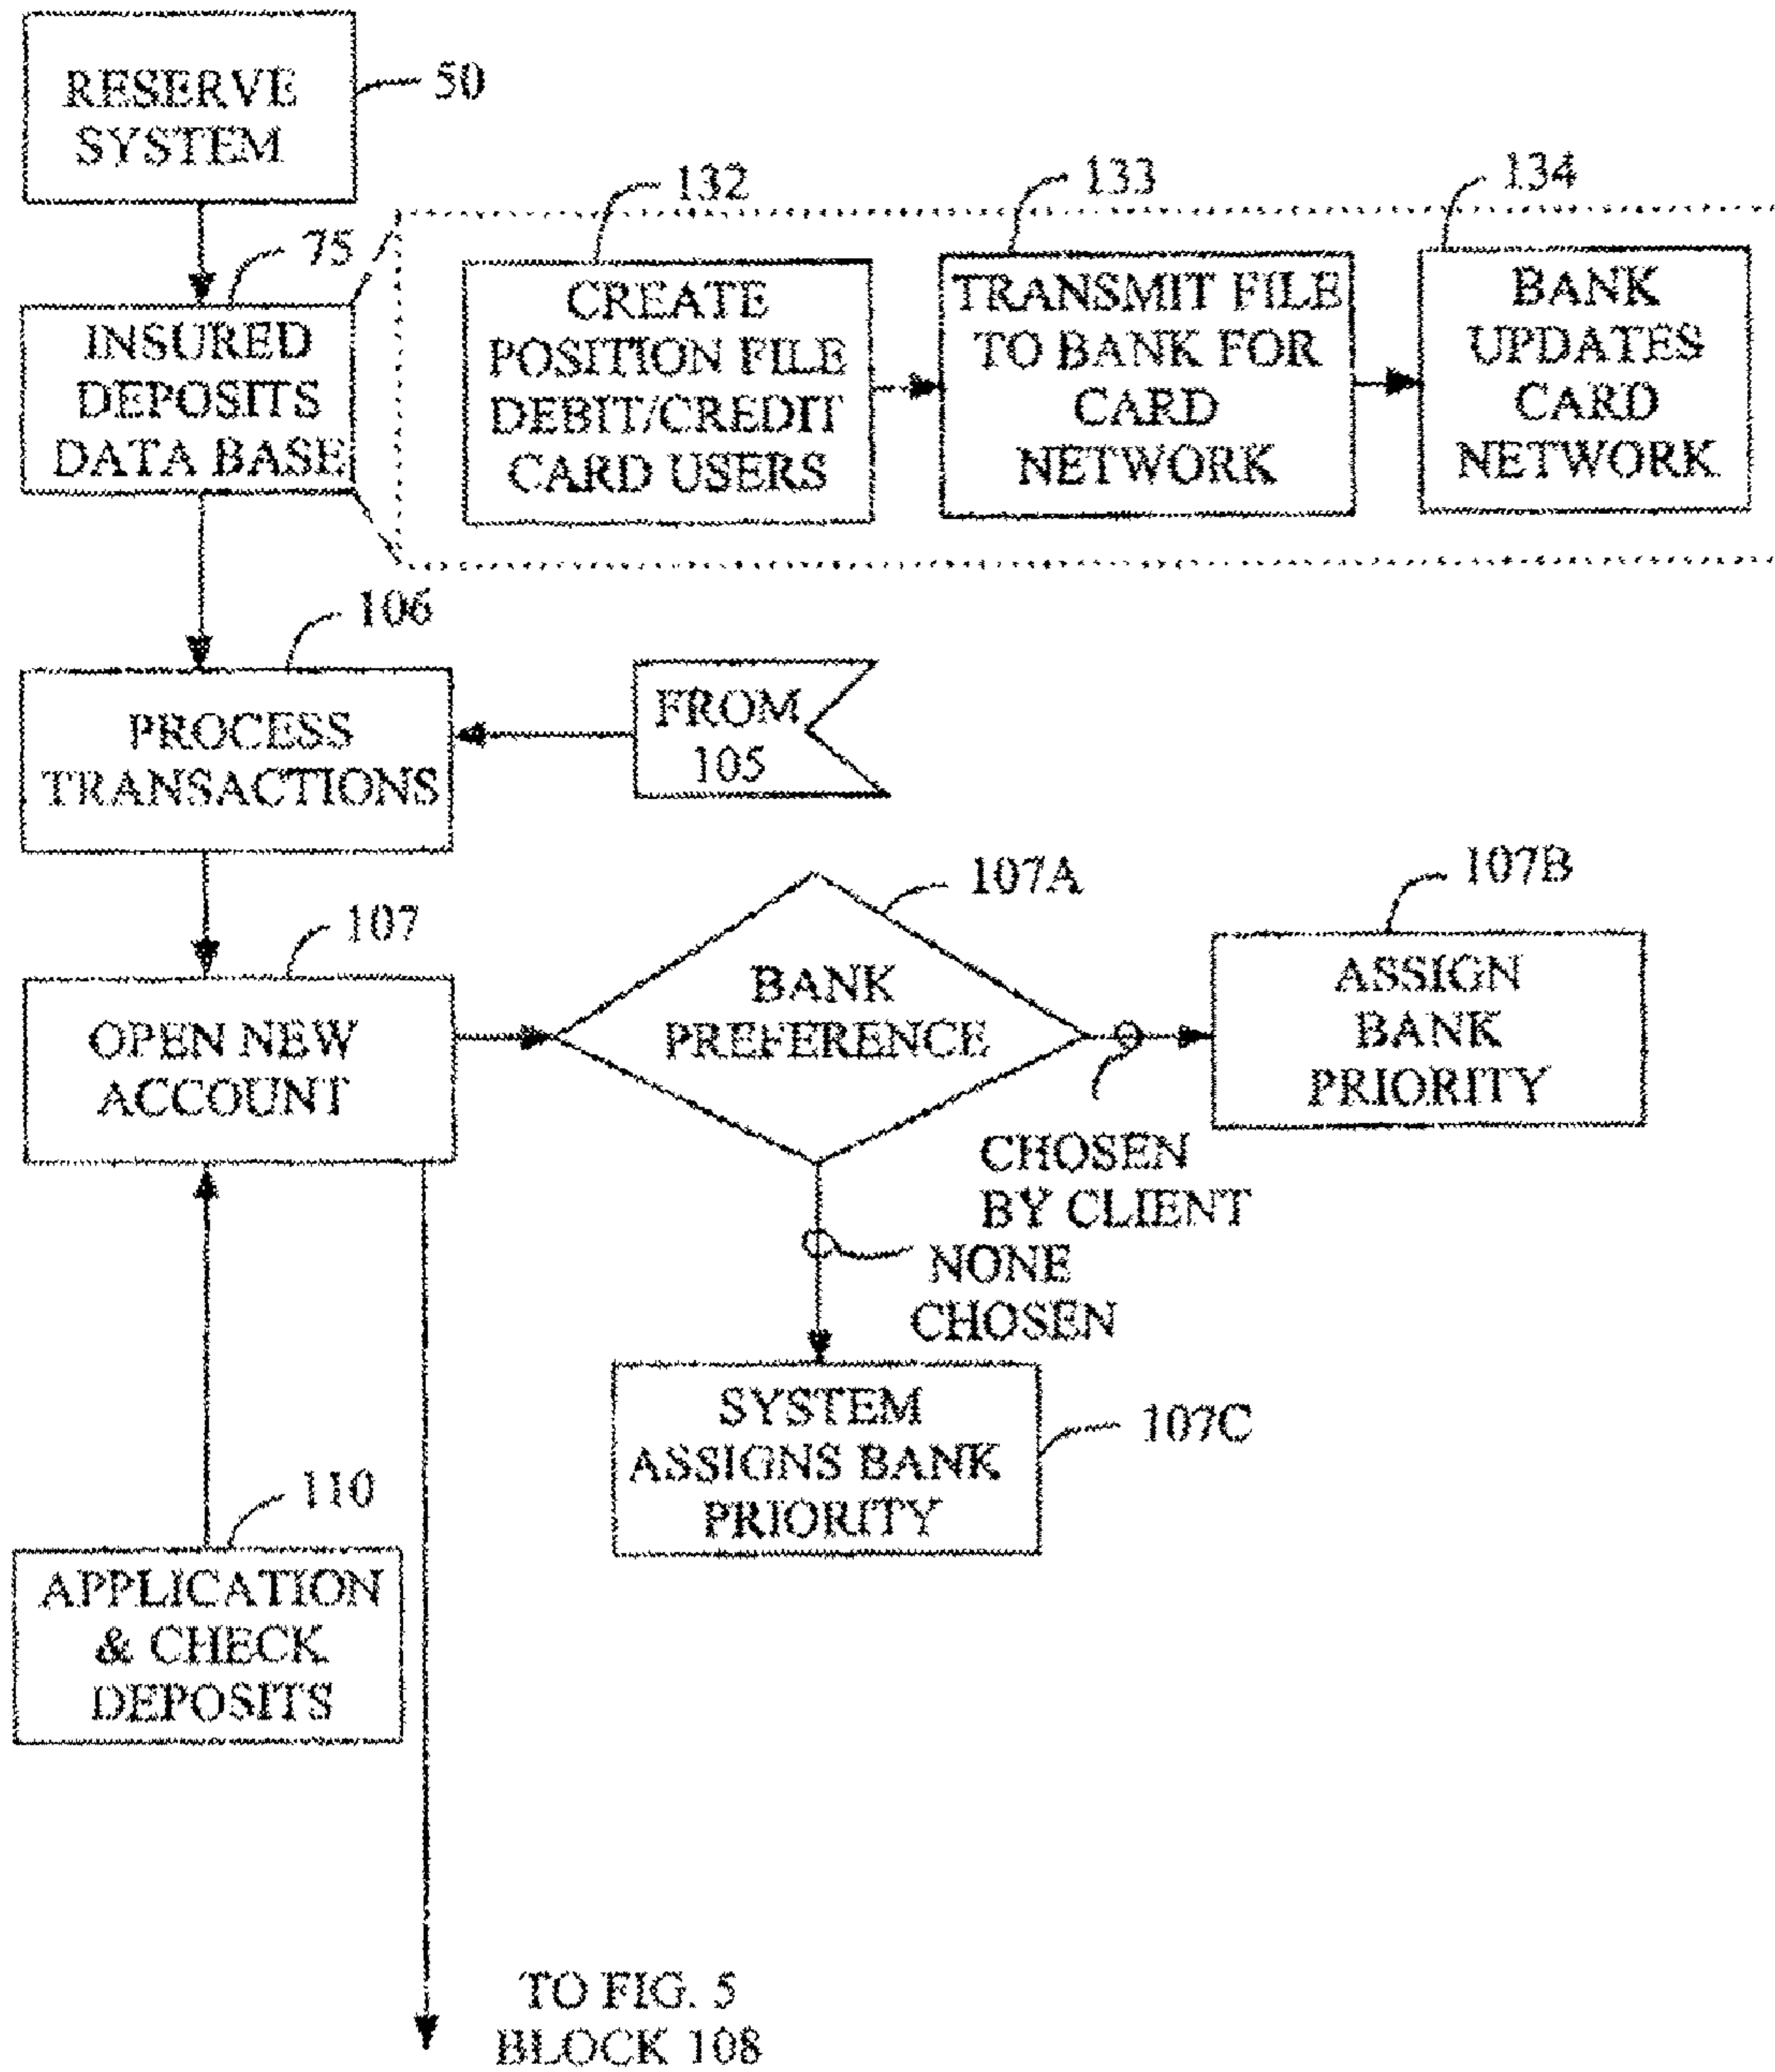 RESERVE
SYSTEM
50
132
133
134
75
INSURED
DEPOSITS
DATA BASE
CREATE
POSITION FILE
DEBIT/CREDIT
CARD USERS
TRANSMIT FILE
TO BANK FOR
CARD
NETWORK
BANK
UPDATES
CARD
NETWORK
106
PROCESS
TRANSACTIONS
FROM
105
107
OPEN NEW
ACCOUNT
107A
BANK
PREFERENCE
107B
ASSIGN
BANK
PRIORITY
CHOSEN
BY CLIENT
NONE
CHOSEN
SYSTEM
ASSIGNS BANK
PRIORITY
107C
110
APPLICATION
& CHECK
DEPOSITS
TO FIG. 5
BLOCK 108